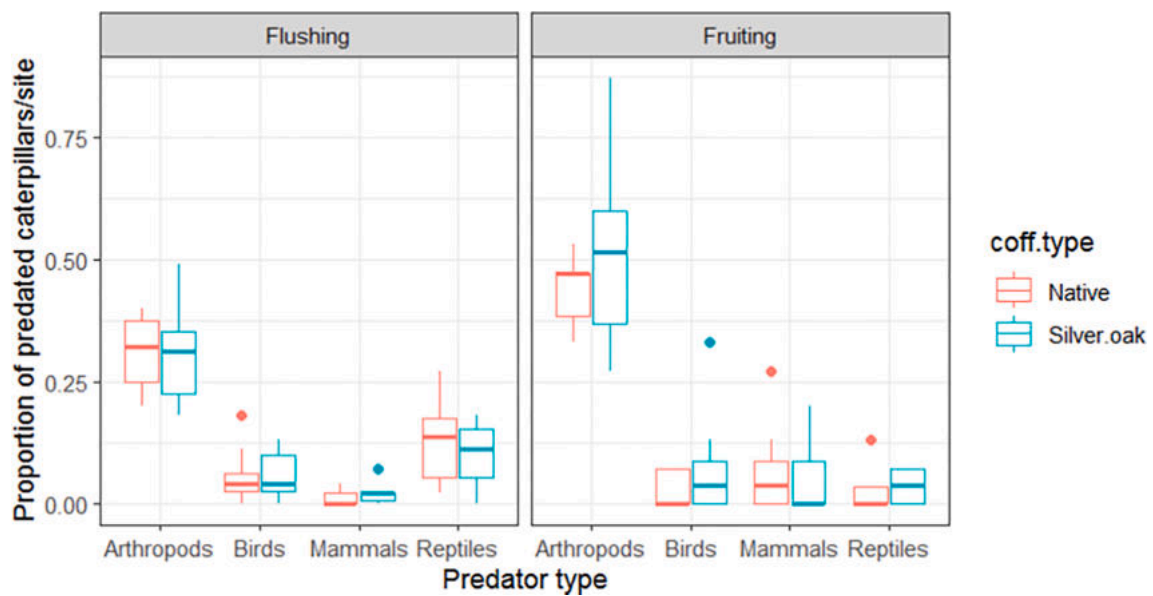 Flushing Fruiting
Proportion of predated caterpillars/site
0.75
0.50
0.25
0.00
Arthropods Birds Mammals Reptiles Arthropods Birds Mammals Reptiles
Predator type
coff.type
Native
Silver.oak